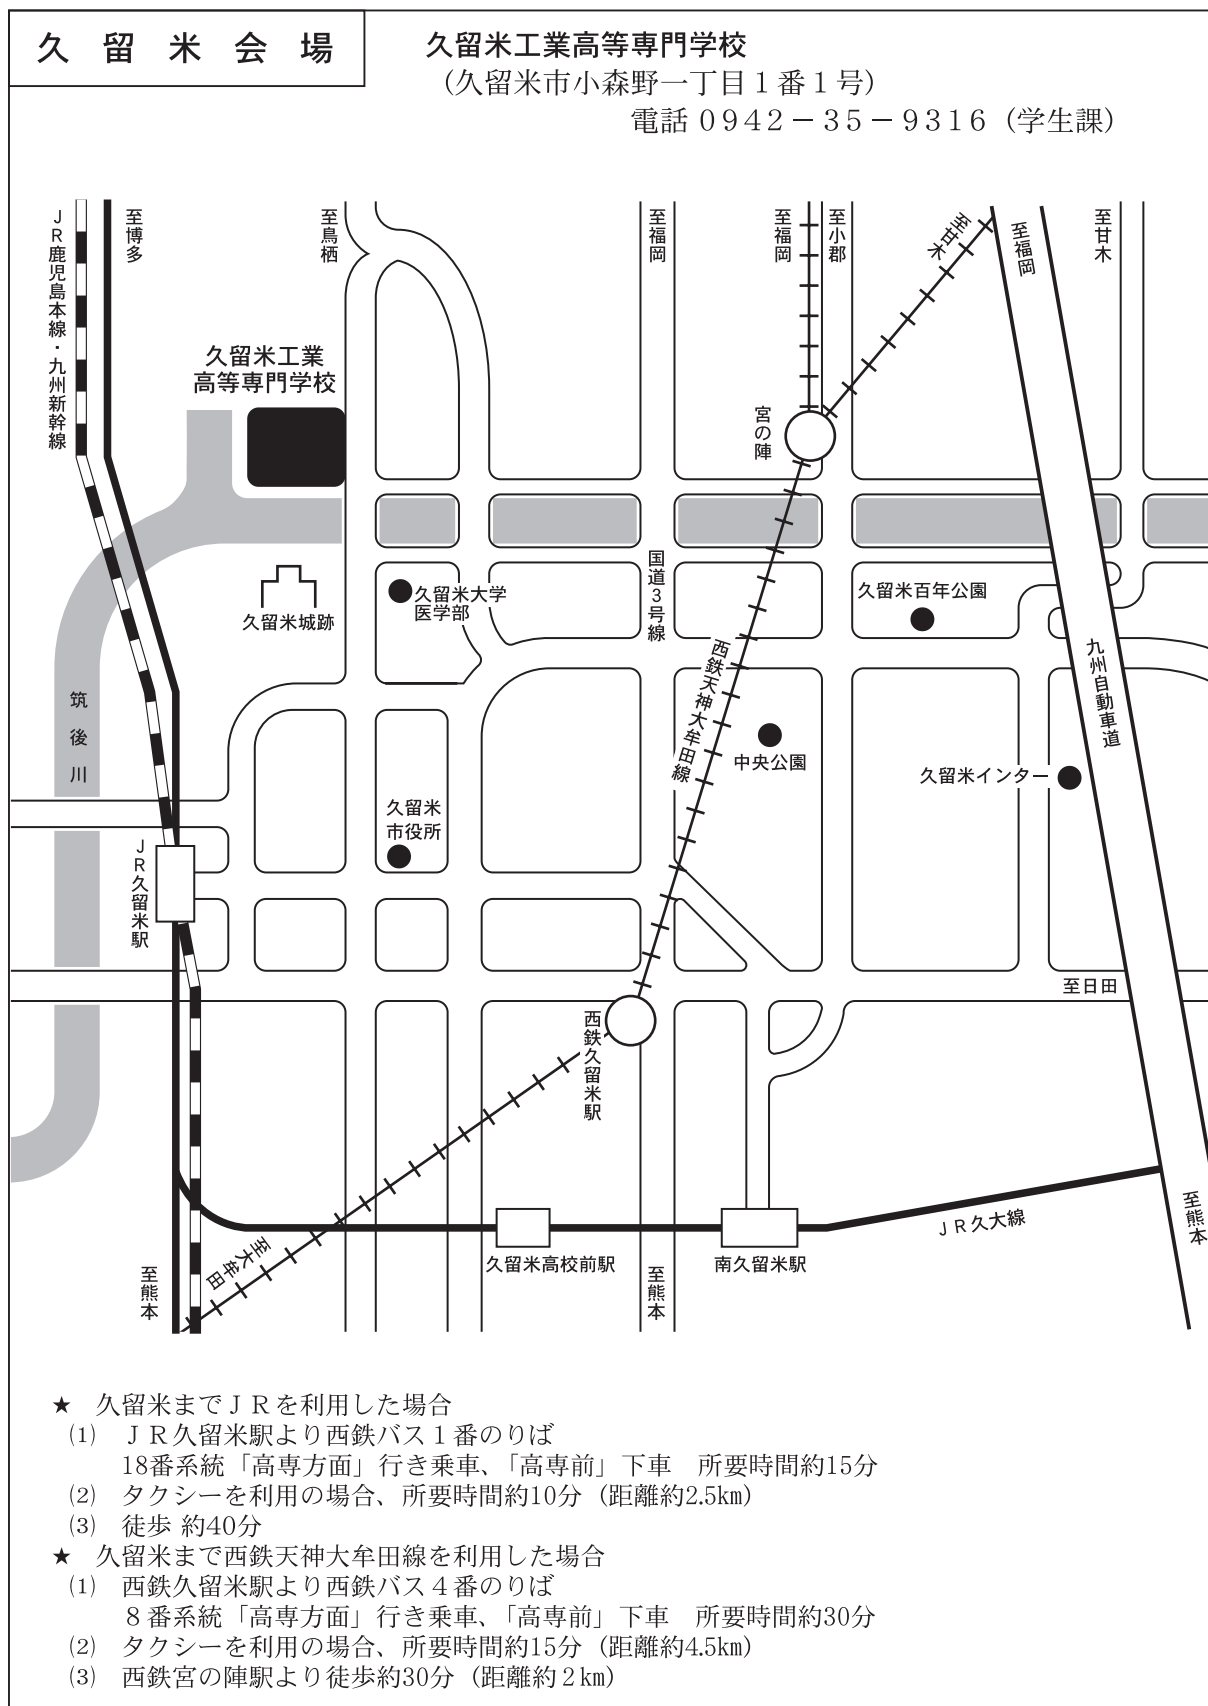 久留米会場
久留米工業高等専門学校
（久留米市小森野一丁目１番１号）
電話 ０９４２－３５－９３１６（学生課）
ＪＲ鹿児島本線・九州新幹線
至博多
至鳥栖
至福岡
至福岡
至小郡
至甘木
至福岡
至甘木
久留米工業
高等専門学校
宮の陣
久留米城跡
久留米大学
医学部
国道３号線
久留米百年公園
西鉄天神大牟田線
九州自動車道
筑後川
中央公園
久留米インター
久留米
市役所
ＪＲ久留米駅
至日田
西鉄久留米駅
至熊本
ＪＲ久大線
至大牟田
至熊本
久留米高校前駅
至熊本
南久留米駅
★　久留米までＪＲを利用した場合
⑴　ＪＲ久留米駅より西鉄バス１番のりば
18番系統「高専方面」行き乗車、「高専前」下車　所要時間約15分
⑵　タクシーを利用の場合、所要時間約10分（距離約2.5㎞）
⑶　徒歩 約40分
★　久留米まで西鉄天神大牟田線を利用した場合
⑴　西鉄久留米駅より西鉄バス４番のりば
８番系統「高専方面」行き乗車、「高専前」下車　所要時間約30分
⑵　タクシーを利用の場合、所要時間約15分（距離約4.5㎞）
⑶　西鉄宮の陣駅より徒歩約30分（距離約２㎞）